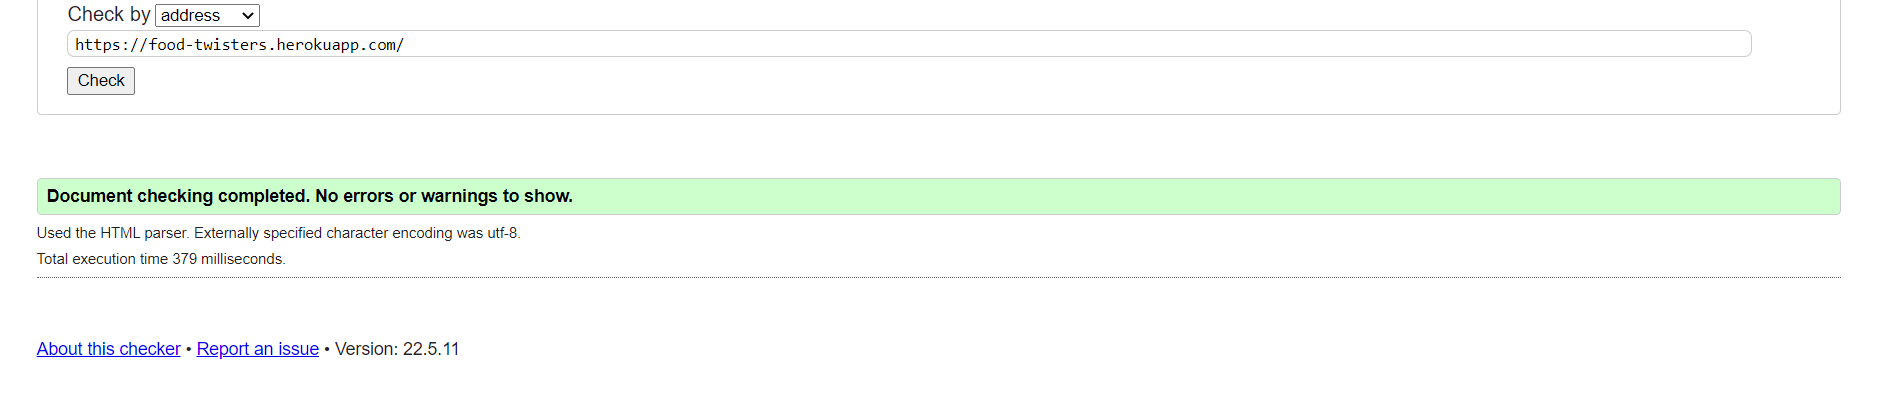 Check by address
https://food-twisters.herokuapp.com/
Check
Document checking completed. No errors or warnings to show.
Used the HTML parser. Externally specified character encoding was utf-8.
Total execution time 379 milliseconds.
About this checker • Report an issue • Version: 22.5.11